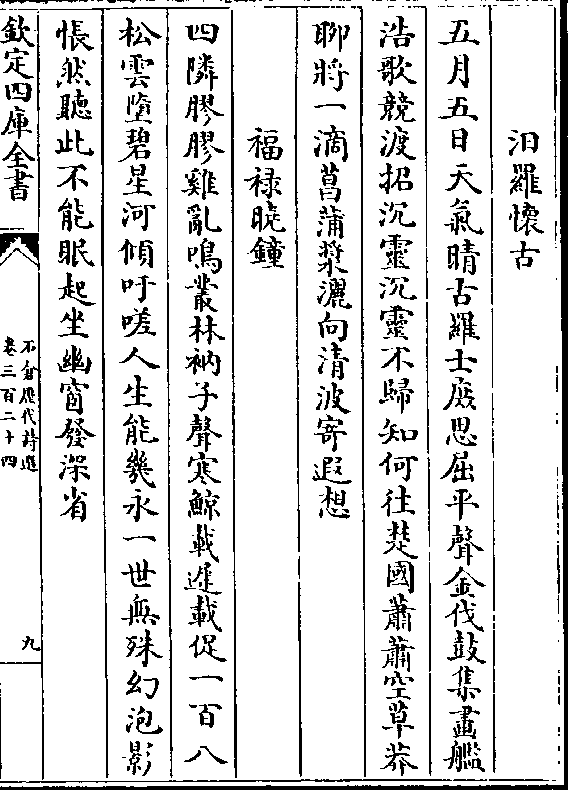 汨羅懷古
五月五日天氣晴古羅士庶思屈平聲金伐鼓集畫艦
浩歌競渡招沉靈沉靈不歸知何往楚國蕭蕭空草莽
聊將一滴菖蒲漿灑向清波寄遐想
福禄曉鐘
四隣膠膠雞亂鳴叢林衲子聲寒鯨載遲載促一百八
松雲墮碧星河傾吁嗟人生能幾永一世無殊幻泡影
悵然聽此不能眠起坐幽窗發深省
欽定四庫全書
石倉歷代詩選
卷三百二十四
九